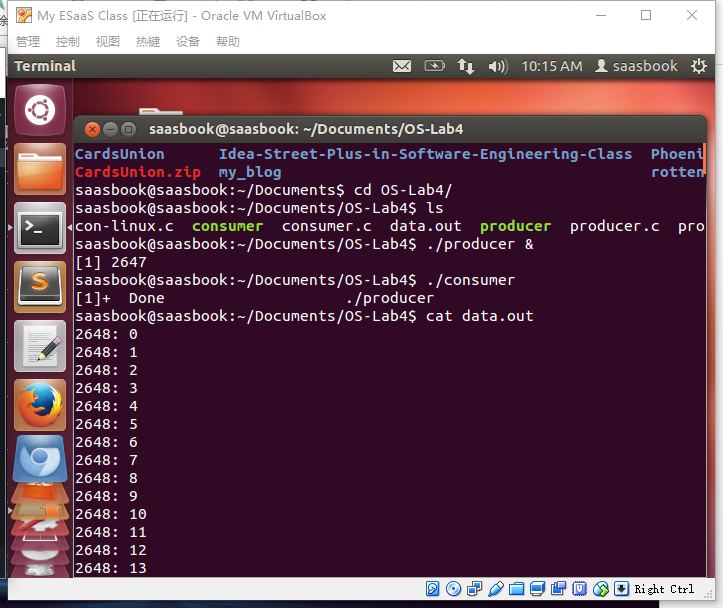 My ESaaS Class [正在运行] - Oracle VM VirtualBox
管理 控制 视图 热键 设备 帮助
Terminal 10:15 AM saasbook
saasbook@saasbook: ~/Documents/OS-Lab4
CardsUnion Idea-Street-Plus-in-Software-Engineering-Class Phoeni
CardsUnion.zip my_blog rotten
saasbook@saasbook:~/Documents$ cd OS-Lab4/
saasbook@saasbook:~/Documents/OS-Lab4$ ls
con-linux.c consumer consumer.c data.out producer producer.c pro
saasbook@saasbook:~/Documents/OS-Lab4$ ./producer &
[1] 2647
saasbook@saasbook:~/Documents/OS-Lab4$ ./consumer
[1]+ Done ./producer
saasbook@saasbook:~/Documents/OS-Lab4$ cat data.out
2648: 0
2648: 1
2648: 2
2648: 3
2648: 4
2648: 5
2648: 6
2648: 7
2648: 8
2648: 9
2648: 10
2648: 11
2648: 12
2648: 13
Right Ctrl